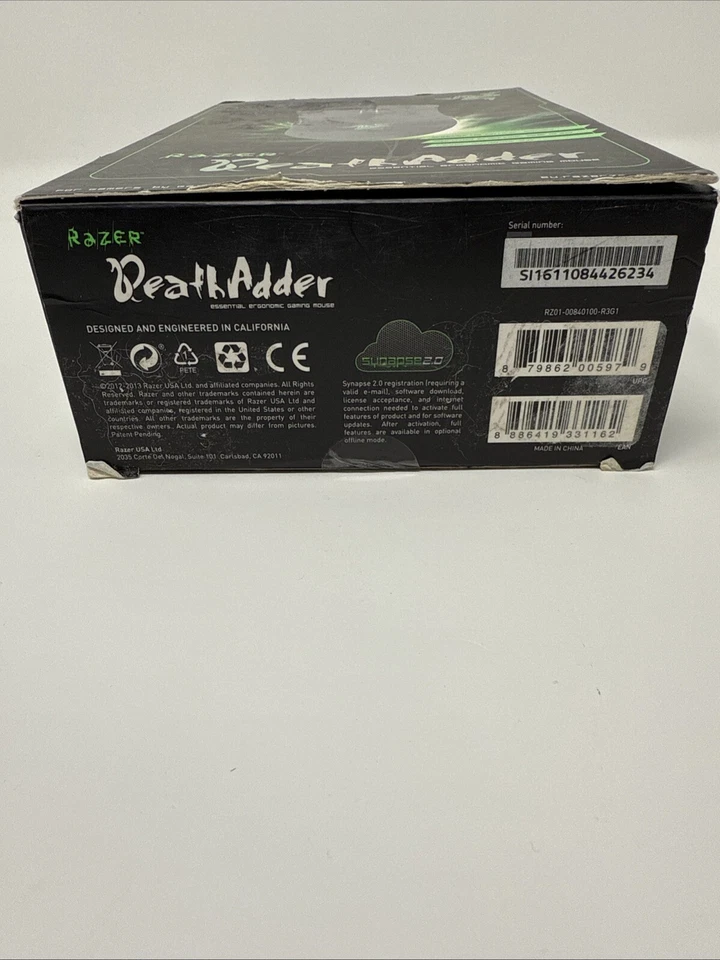 RAZER
DeathAdder
ESSENTIAL ERGONOMIC GAMING MOUSE
RAZER™
DeathAdder
ESSENTIAL ERGONOMIC GAMING MOUSE
DESIGNED AND ENGINEERED IN CALIFORNIA
PETE
CE
©2012-2013 Razer USA Ltd. and affiliated companies. All Rights
Reserved. Razer and other trademarks contained herein are
trademarks or registered trademarks of Razer USA Ltd and
affiliated companies, registered in the United States or other
countries. All other trademarks are the property of their
respective owners. Actual product may differ from pictures.
Patent Pending.
Razer USA Ltd
2035 Corte Del Nogal, Suite 101, Carlsbad, CA 92011
SYNAPSE 2.0
Synapse 2.0 registration (requiring a
valid e-mail), software download,
license acceptance, and internet
connection needed to activate full
features of product and for software
updates. After activation, full
features are available in optional
offline mode.
Serial number:
SI1611084426234
RZ01-00840100-R3G1
8 79862 00597 9
UPC
8 886419 331162
MADE IN CHINA
EAN